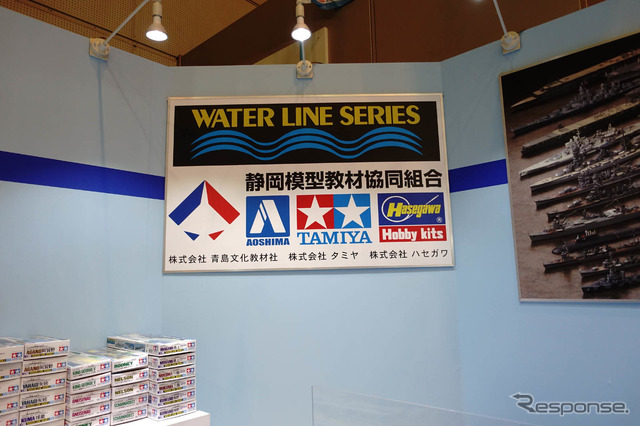 WATER LINE SERIES
静岡模型教材協同組合
AOSHIMA
TAMIYA
Hasegawa
Hobby kits
株式会社 青島文化教材社 株式会社 タミヤ 株式会社 ハセガワ
RODNEY
NELSON
Response.